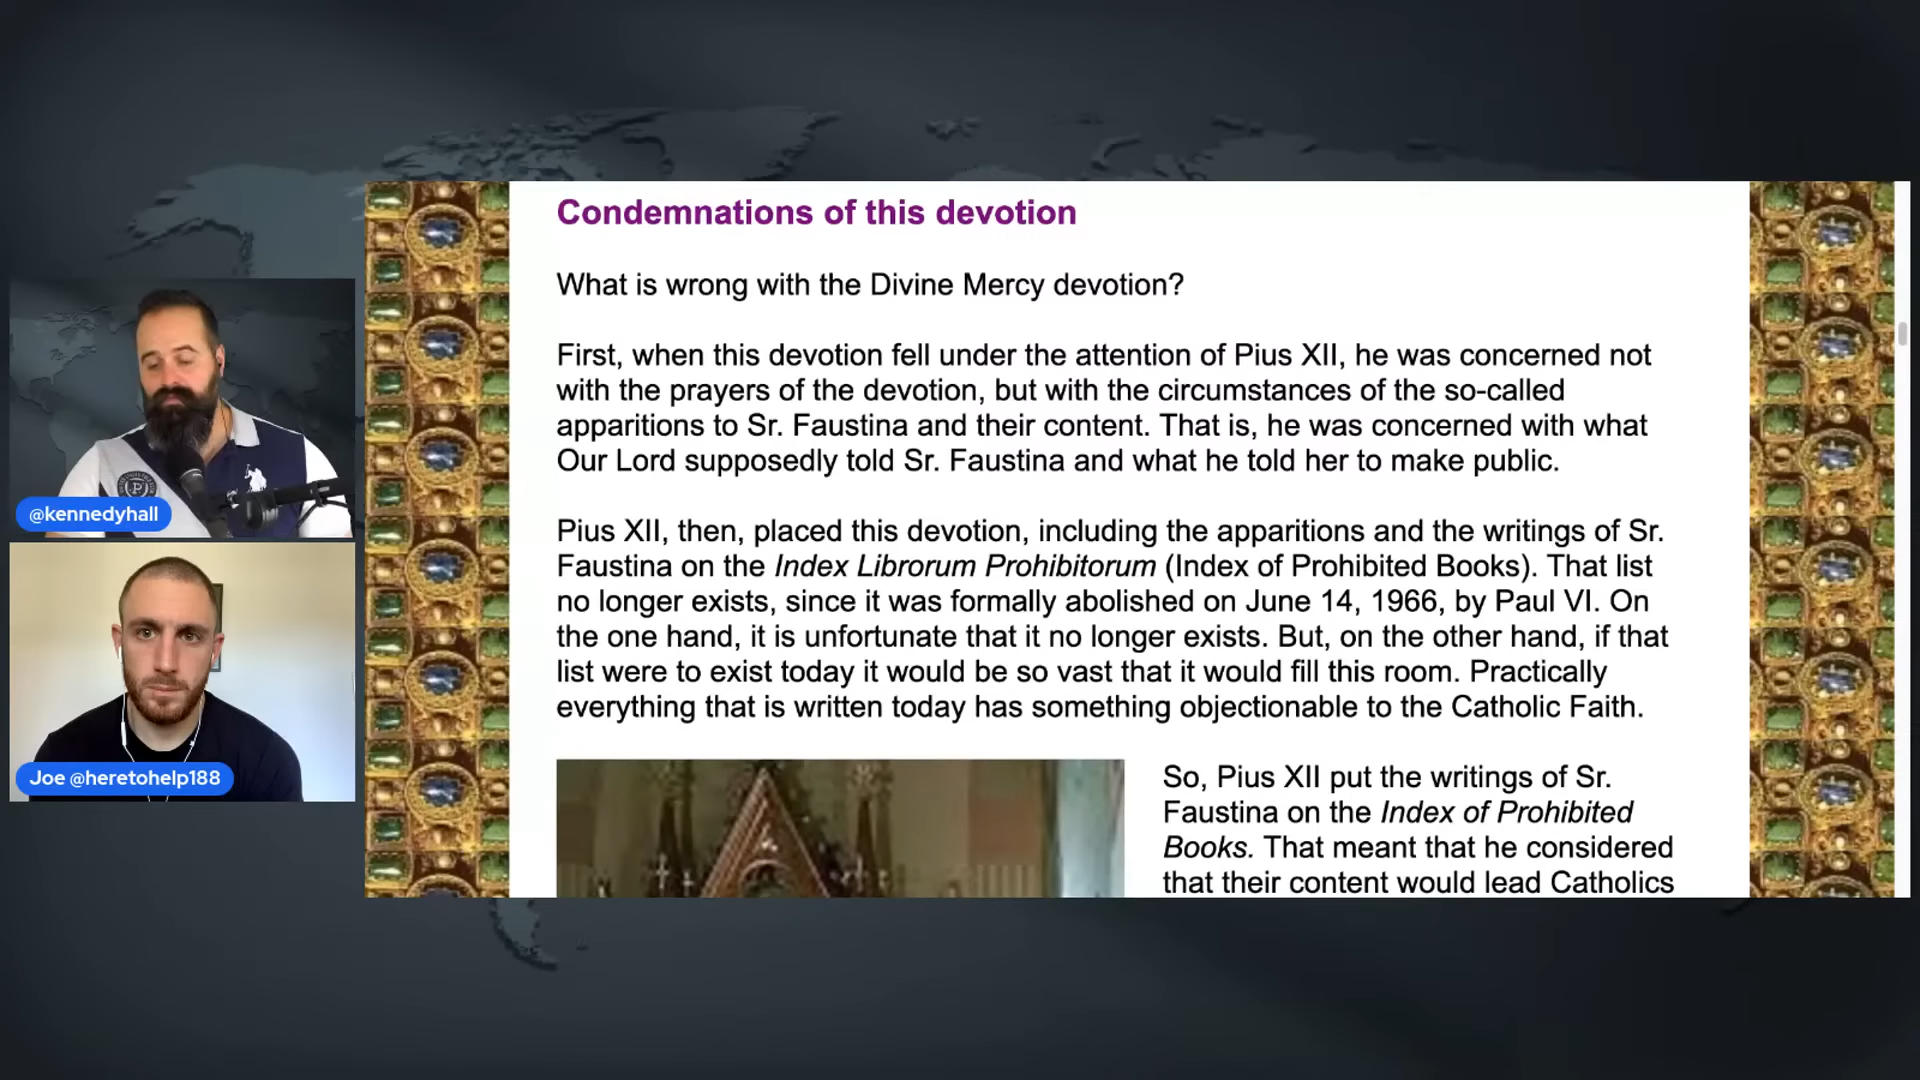 Condemnations of this devotion
What is wrong with the Divine Mercy devotion?
First, when this devotion fell under the attention of Pius XII, he was concerned not
with the prayers of the devotion, but with the circumstances of the so-called
apparitions to Sr. Faustina and their content. That is, he was concerned with what
Our Lord supposedly told Sr. Faustina and what he told her to make public.
Pius XII, then, placed this devotion, including the apparitions and the writings of Sr.
Faustina on the Index Librorum Prohibitorum (Index of Prohibited Books). That list
no longer exists, since it was formally abolished on June 14, 1966, by Paul VI. On
the one hand, it is unfortunate that it no longer exists. But, on the other hand, if that
list were to exist today it would be so vast that it would fill this room. Practically
everything that is written today has something objectionable to the Catholic Faith.
So, Pius XII put the writings of Sr.
Faustina on the Index of Prohibited
Books. That meant that he considered
that their content would lead Catholics
@kennedyhall
Joe @heretohelp188